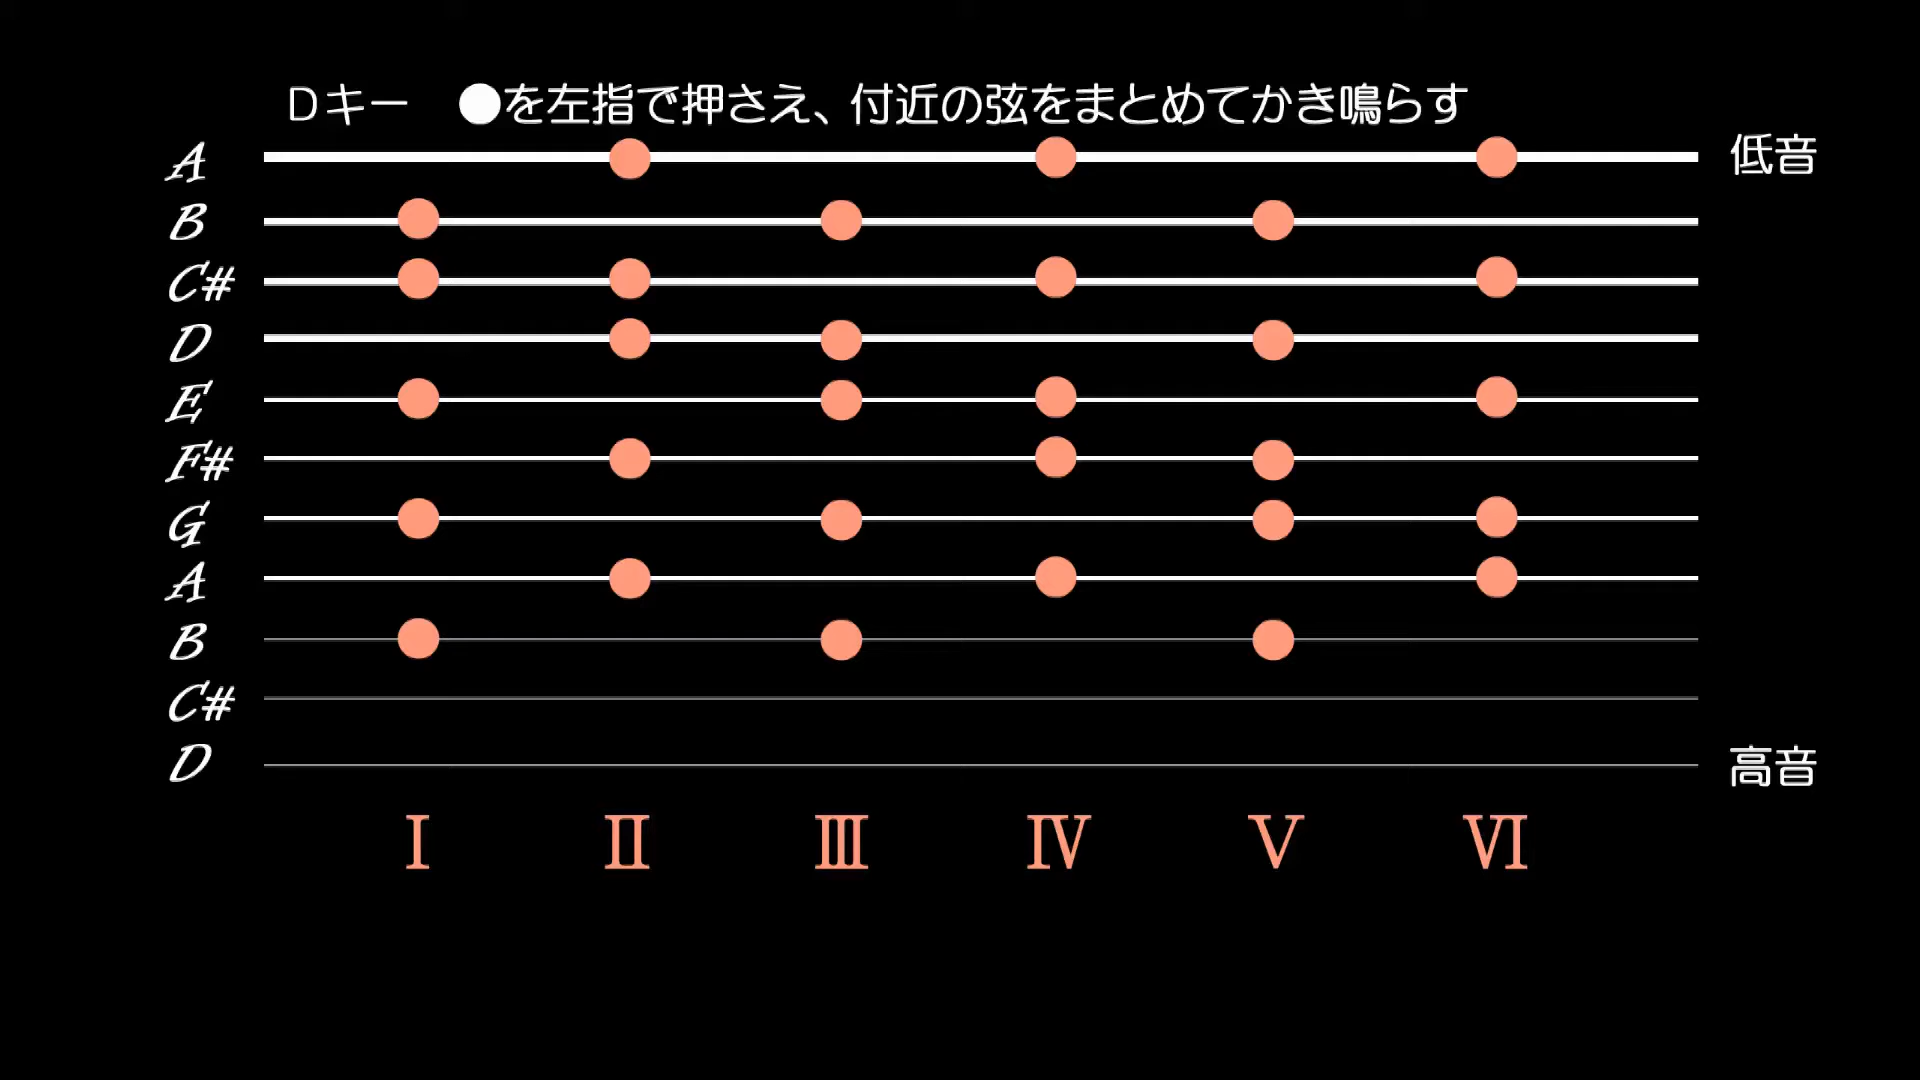 Dキー　●を左指で押さえ、付近の弦をまとめてかき鳴らす
A 低音
B
C#
D
E
F#
G
A
B
C#
D 高音
Ⅰ Ⅱ Ⅲ Ⅳ Ⅴ Ⅵ